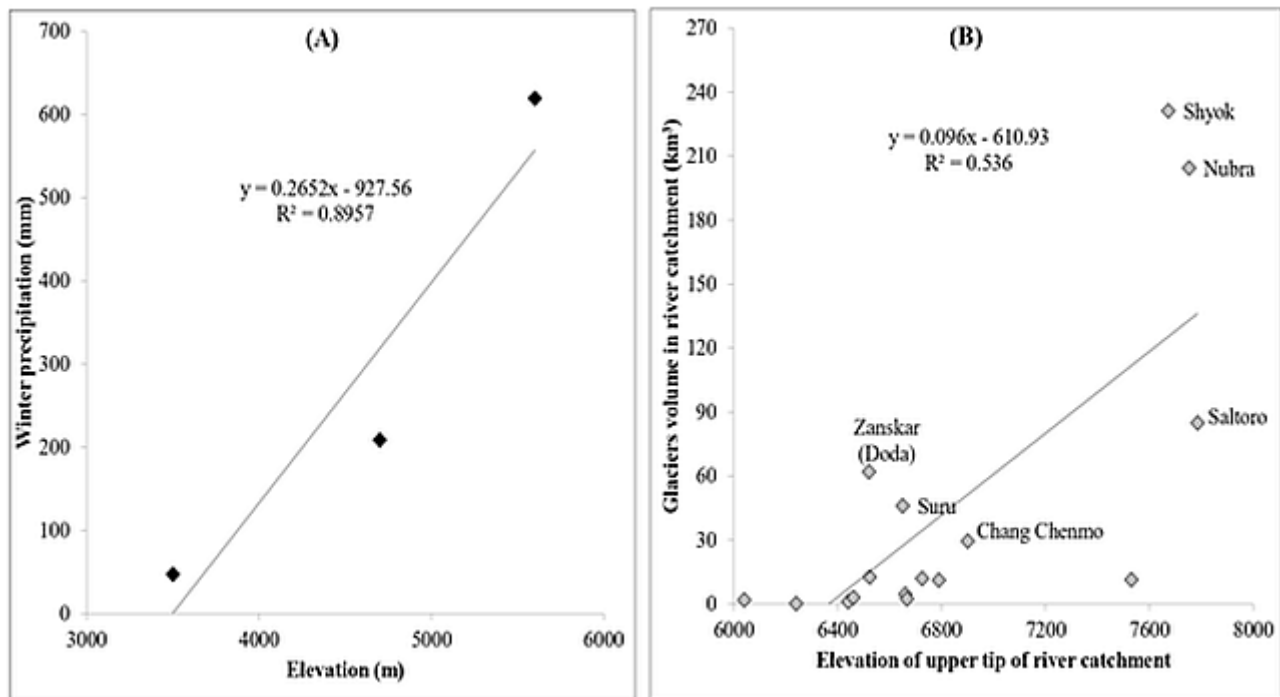 (A)
700
600
500
400
300
200
100
0
y = 0.2652x - 927.56
R² = 0.8957
3000
4000
5000
6000
Winter precipitation (mm)
Elevation (m)
(B)
270
240
210
180
150
120
90
60
30
0
y = 0.096x - 610.93
R² = 0.536
Shyok
Nubra
Saltoro
Zanskar
(Doda)
Suru
Chang Chenmo
6000
6400
6800
7200
7600
8000
Glaciers volume in river catchment (km³)
Elevation of upper tip of river catchment